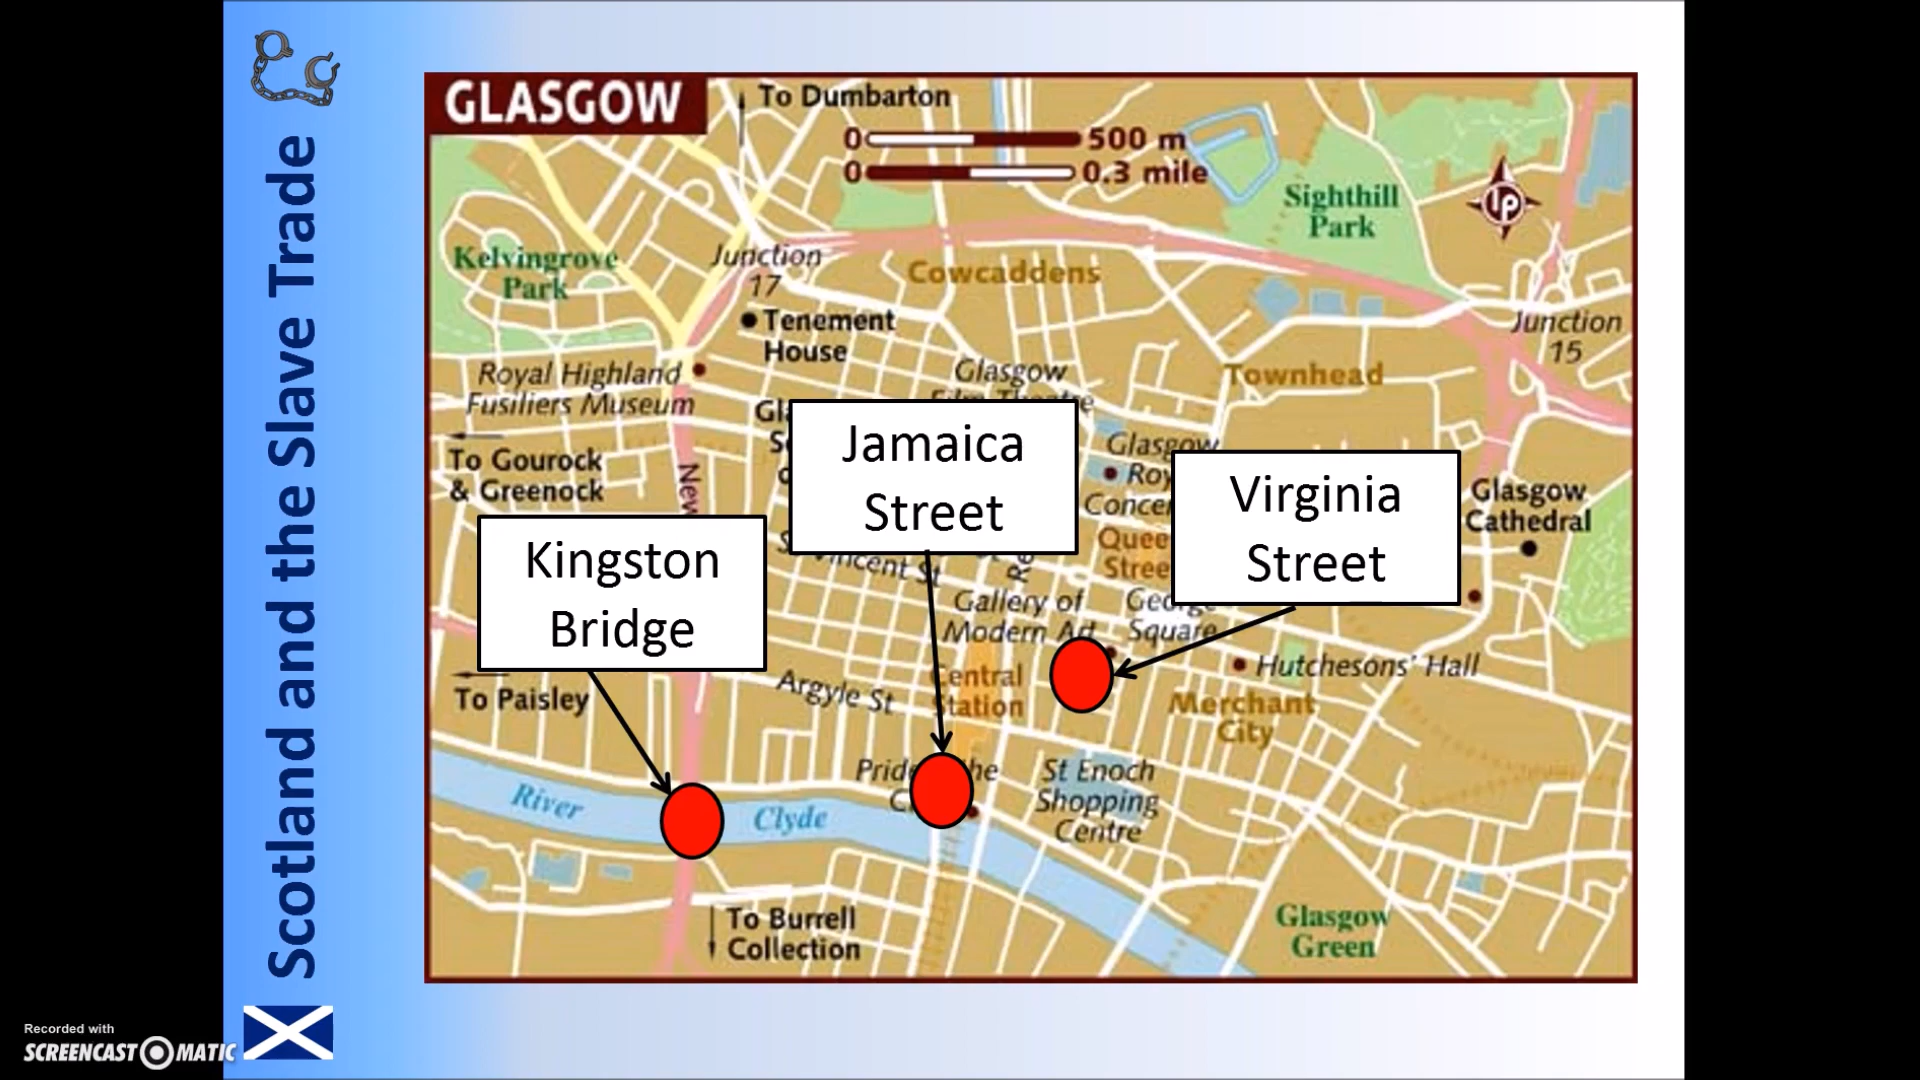 Scotland and the Slave Trade
GLASGOW
To Dumbarton
0 500 m
0 0.3 mile
Sighthill
Park
Kelvingrove
Park
Junction
17
Cowcaddens
Tenement
House
Junction
15
Royal Highland
Fusiliers Museum
Glasgow
Townhead
To Gourock
& Greenock
New
Jamaica
Street
Glasgow
Virginia
Street
Glasgow
Cathedral
Kingston
Bridge
Gallery of
Modern Art
George
Square
Hutchesons' Hall
To Paisley
Argyle St
Central
Station
Merchant
City
St Enoch
Shopping
Centre
River Clyde
To Burrell
Collection
Glasgow
Green
Recorded with
SCREENCAST MATIC